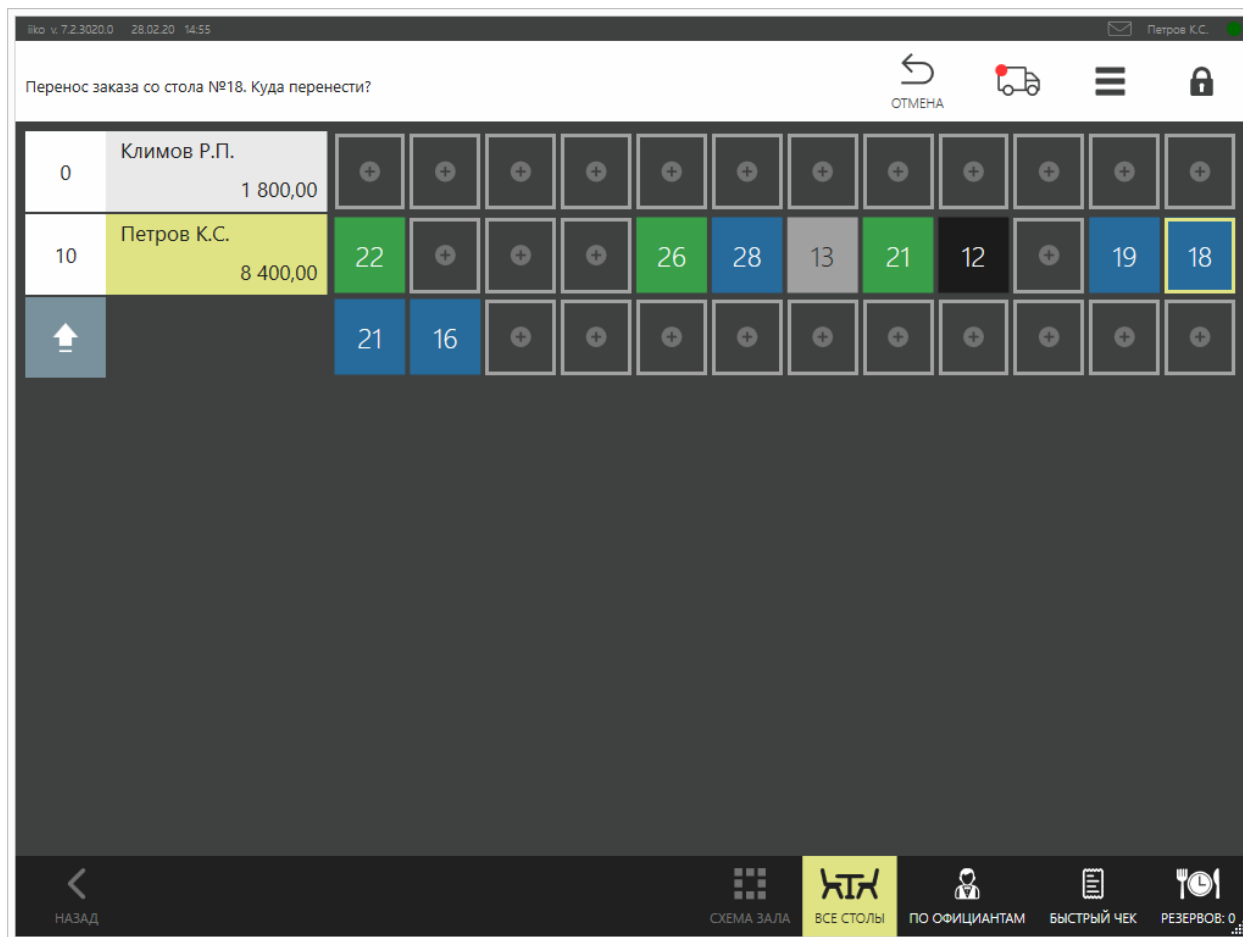 iiko v. 7.2.3020.0 28.02.20 14:55 Петров К.С.
Перенос заказа со стола №18. Куда перенести?
ОТМЕНА
0 Климов Р.П.
1 800,00
10 Петров К.С.
8 400,00
22 26 28 13 21 12 19 18
21 16
НАЗАД
СХЕМА ЗАЛА
ВСЕ СТОЛЫ
ПО ОФИЦИАНТАМ
БЫСТРЫЙ ЧЕК
РЕЗЕРВОВ: 0